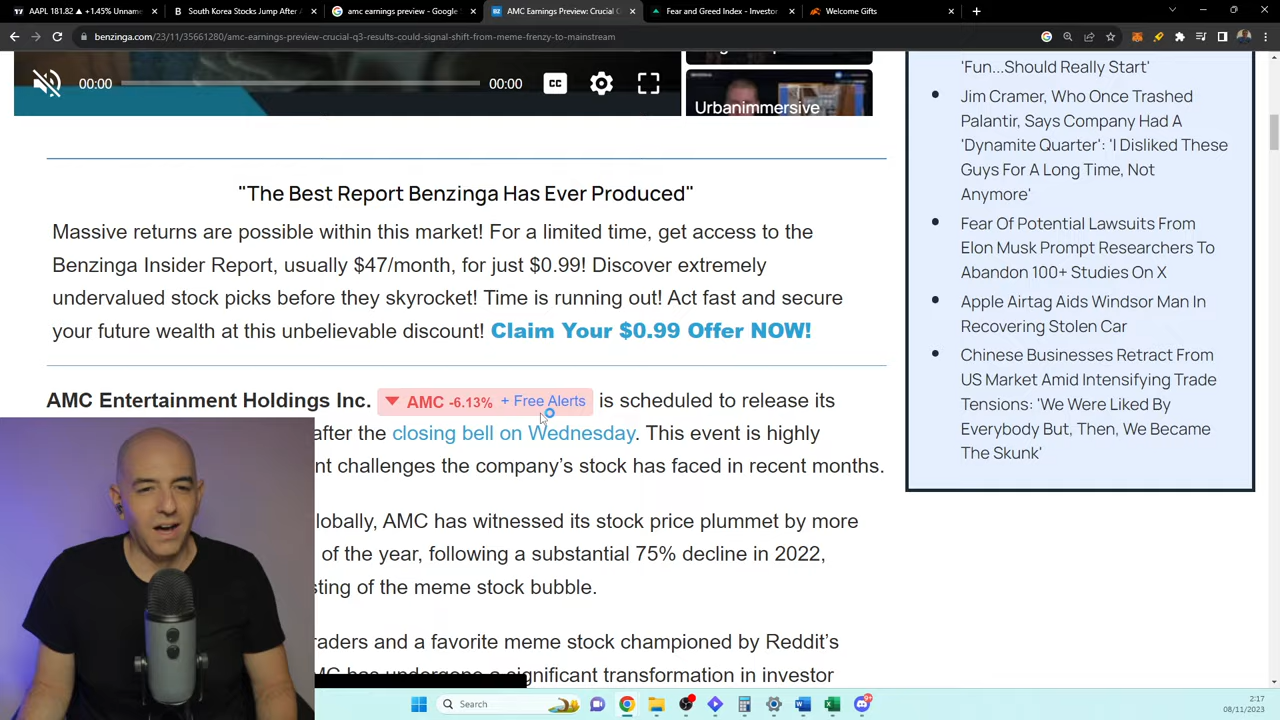 AAPL 181.82 ▲ +1.45% Unname
South Korea Stocks Jump After
amc earnings preview - Google
AMC Earnings Preview: Crucial
Fear and Greed Index - Investor
Welcome Gifts
benzinga.com/23/11/35661280/amc-earnings-preview-crucial-q3-results-could-signal-shift-from-meme-frenzy-to-mainstream
00:00
00:00
CC
Urbanimmersive
"The Best Report Benzinga Has Ever Produced"
Massive returns are possible within this market! For a limited time, get access to the
Benzinga Insider Report, usually $47/month, for just $0.99! Discover extremely
undervalued stock picks before they skyrocket! Time is running out! Act fast and secure
your future wealth at this unbelievable discount! Claim Your $0.99 Offer NOW!
AMC Entertainment Holdings Inc. ▼ AMC -6.13% + Free Alerts is scheduled to release its
after the closing bell on Wednesday. This event is highly
nt challenges the company's stock has faced in recent months.
lobally, AMC has witnessed its stock price plummet by more
of the year, following a substantial 75% decline in 2022,
sting of the meme stock bubble.
raders and a favorite meme stock championed by Reddit's
MC has undergone a significant transformation in investor
'Fun...Should Really Start'
Jim Cramer, Who Once Trashed
Palantir, Says Company Had A
'Dynamite Quarter': 'I Disliked These
Guys For A Long Time, Not
Anymore'
Fear Of Potential Lawsuits From
Elon Musk Prompt Researchers To
Abandon 100+ Studies On X
Apple Airtag Aids Windsor Man In
Recovering Stolen Car
Chinese Businesses Retract From
US Market Amid Intensifying Trade
Tensions: 'We Were Liked By
Everybody But, Then, We Became
The Skunk'
Search
2:17
08/11/2023